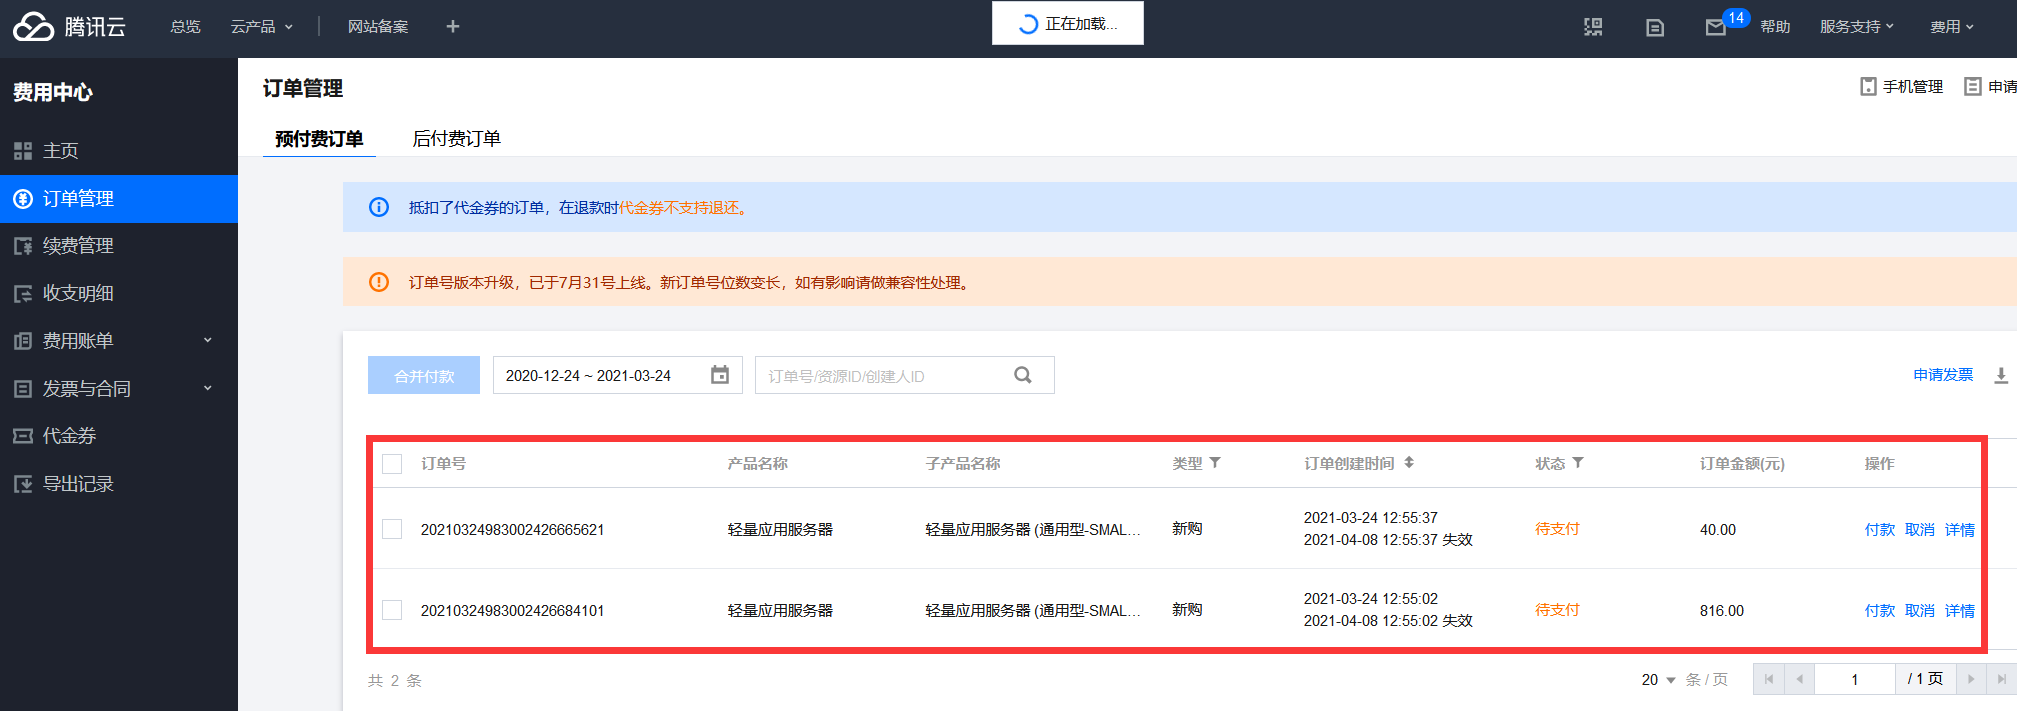 腾讯云 总览 云产品 网站备案 + 正在加载... 14 帮助 服务支持 费用
费用中心
主页
订单管理
续费管理
收支明细
费用账单
发票与合同
代金券
导出记录
订单管理 手机管理 申请
预付费订单 后付费订单
抵扣了代金券的订单，在退款时代金券不支持退还。
订单号版本升级，已于7月31号上线。新订单号位数变长，如有影响请做兼容性处理。
合并付款 2020-12-24 ~ 2021-03-24 订单号/资源ID/创建人ID 申请发票
订单号 产品名称 子产品名称 类型 订单创建时间 状态 订单金额(元) 操作
20210324983002426665621 轻量应用服务器 轻量应用服务器 (通用型-SMAL... 新购 2021-03-24 12:55:37 待支付 40.00 付款 取消 详情
2021-04-08 12:55:37 失效
20210324983002426684101 轻量应用服务器 轻量应用服务器 (通用型-SMAL... 新购 2021-03-24 12:55:02 待支付 816.00 付款 取消 详情
2021-04-08 12:55:02 失效
共 2 条 20 条 / 页 1 / 1 页